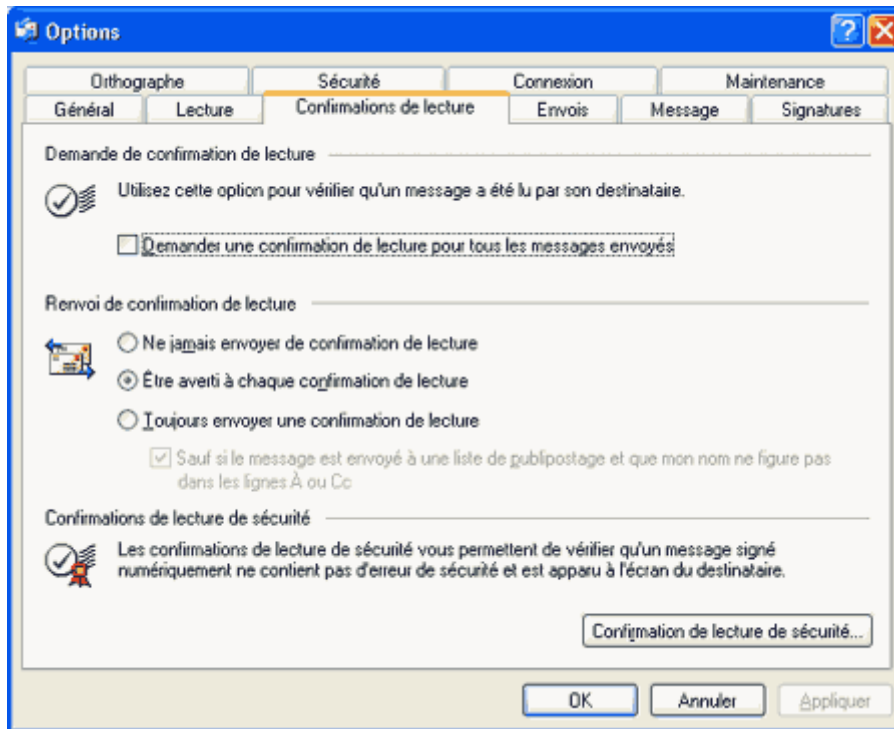 Options
Orthographe Sécurité Connexion Maintenance
Général Lecture Confirmations de lecture Envois Message Signatures
Demande de confirmation de lecture
Utilisez cette option pour vérifier qu'un message a été lu par son destinataire.
Demander une confirmation de lecture pour tous les messages envoyés
Renvoi de confirmation de lecture
Ne jamais envoyer de confirmation de lecture
Être averti à chaque confirmation de lecture
Toujours envoyer une confirmation de lecture
Sauf si le message est envoyé à une liste de publipostage et que mon nom ne figure pas
dans les lignes À ou Cc
Confirmations de lecture de sécurité
Les confirmations de lecture de sécurité vous permettent de vérifier qu'un message signé
numériquement ne contient pas d'erreur de sécurité et est apparu à l'écran du destinataire.
Confirmation de lecture de sécurité...
OK Annuler Appliquer